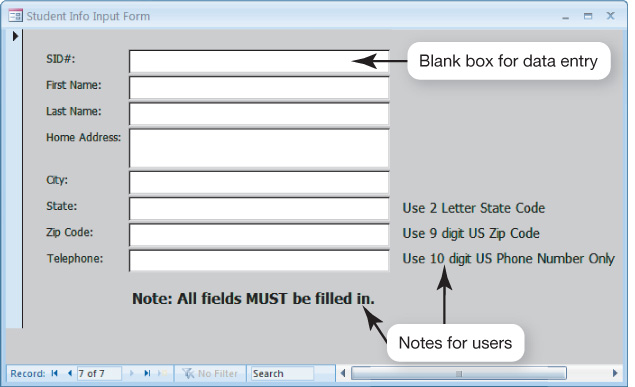 Student Info Input Form
SID#:
Blank box for data entry
First Name:
Last Name:
Home Address:
City:
State:
Use 2 Letter State Code
Zip Code:
Use 9 digit US Zip Code
Telephone:
Use 10 digit US Phone Number Only
Note: All fields MUST be filled in.
Notes for users
Record: 7 of 7 No Filter Search